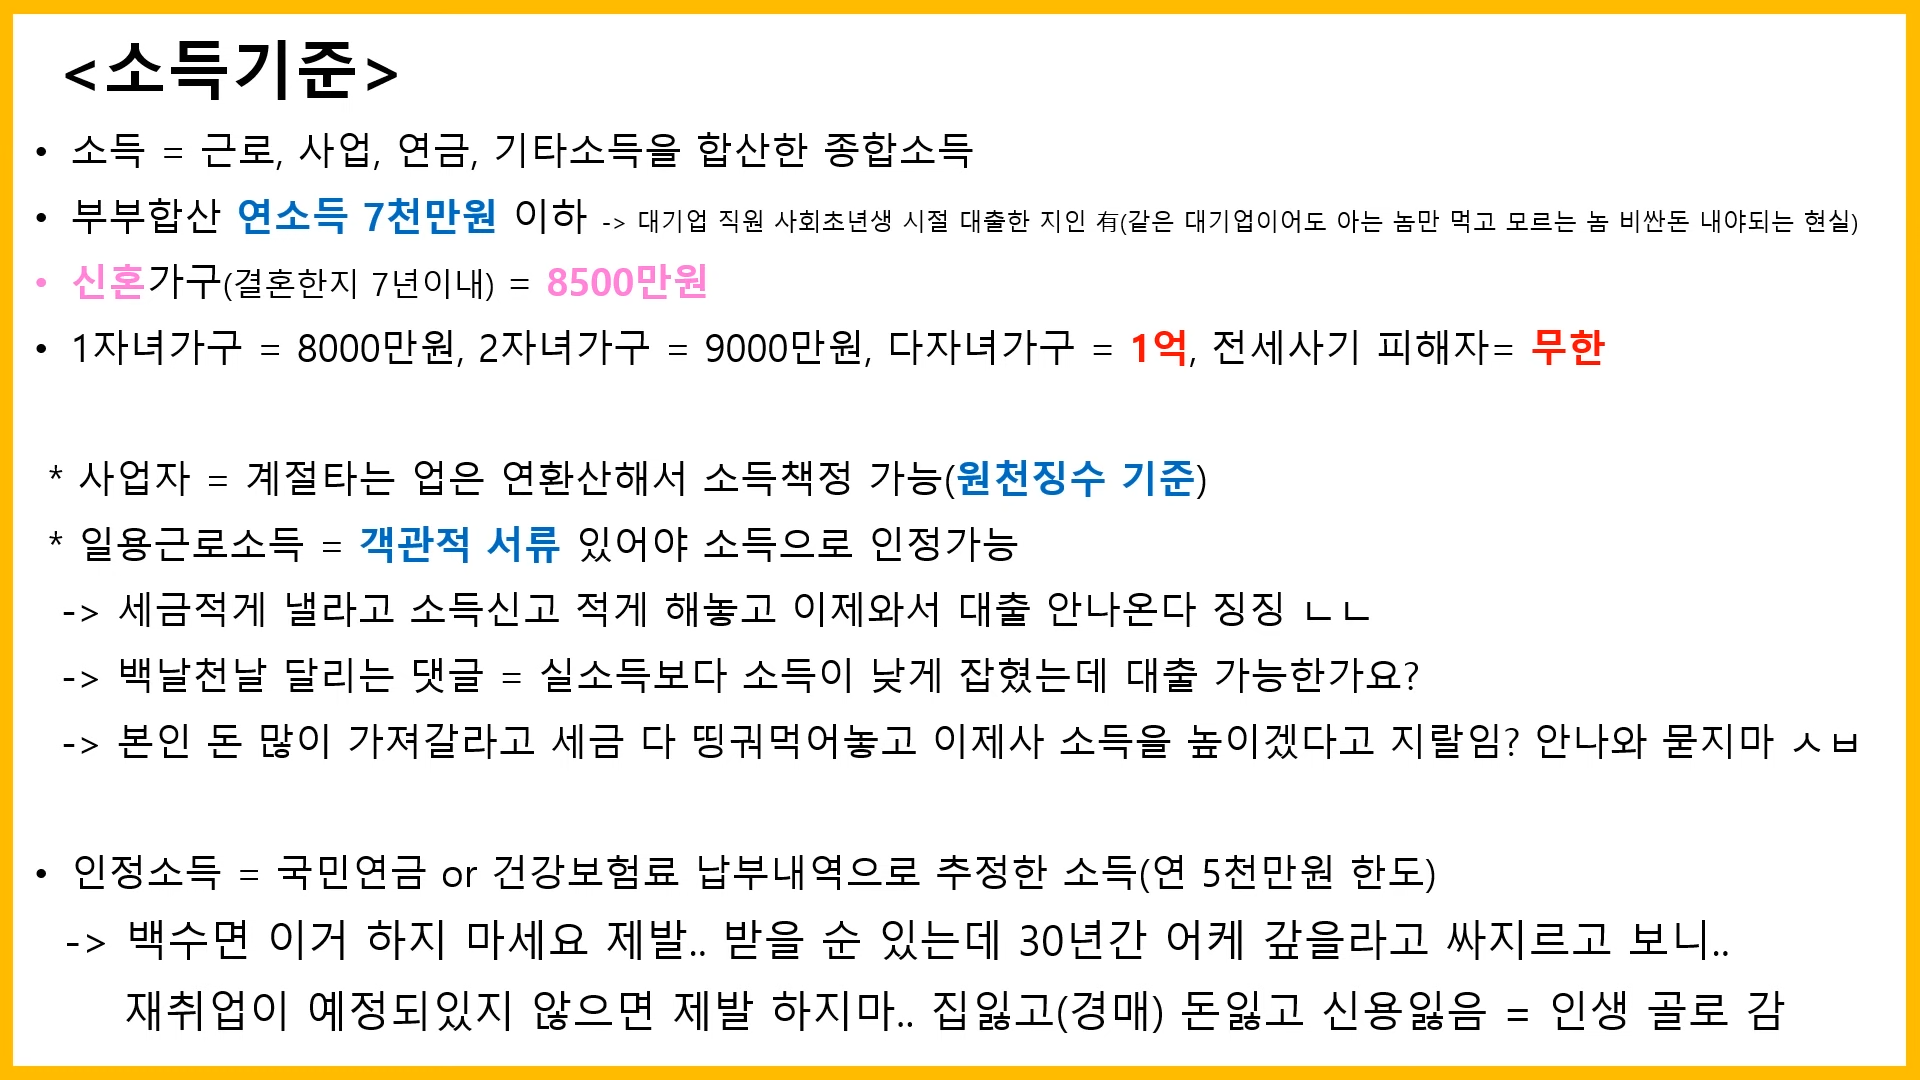 <소득기준>
• 소득 = 근로, 사업, 연금, 기타소득을 합산한 종합소득
• 부부합산 연소득 7천만원 이하 -> 대기업 직원 사회초년생 시절 대출한 지인 有(같은 대기업이어도 아는 놈만 먹고 모르는 놈 비싼돈 내야되는 현실)
• 신혼가구(결혼한지 7년이내) = 8500만원
• 1자녀가구 = 8000만원, 2자녀가구 = 9000만원, 다자녀가구 = 1억, 전세사기 피해자= 무한
* 사업자 = 계절타는 업은 연환산해서 소득책정 가능(원천징수 기준)
* 일용근로소득 = 객관적 서류 있어야 소득으로 인정가능
-> 세금적게 낼라고 소득신고 적게 해놓고 이제와서 대출 안나온다 징징 ㄴㄴ
-> 백날천날 달리는 댓글 = 실소득보다 소득이 낮게 잡혔는데 대출 가능한가요?
-> 본인 돈 많이 가져갈라고 세금 다 띵궈먹어놓고 이제사 소득을 높이겠다고 지랄임? 안나와 묻지마 ㅅㅂ
• 인정소득 = 국민연금 or 건강보험료 납부내역으로 추정한 소득(연 5천만원 한도)
-> 백수면 이거 하지 마세요 제발.. 받을 순 있는데 30년간 어케 갚을라고 싸지르고 보니..
재취업이 예정되있지 않으면 제발 하지마.. 집잃고(경매) 돈잃고 신용잃음 = 인생 골로 감